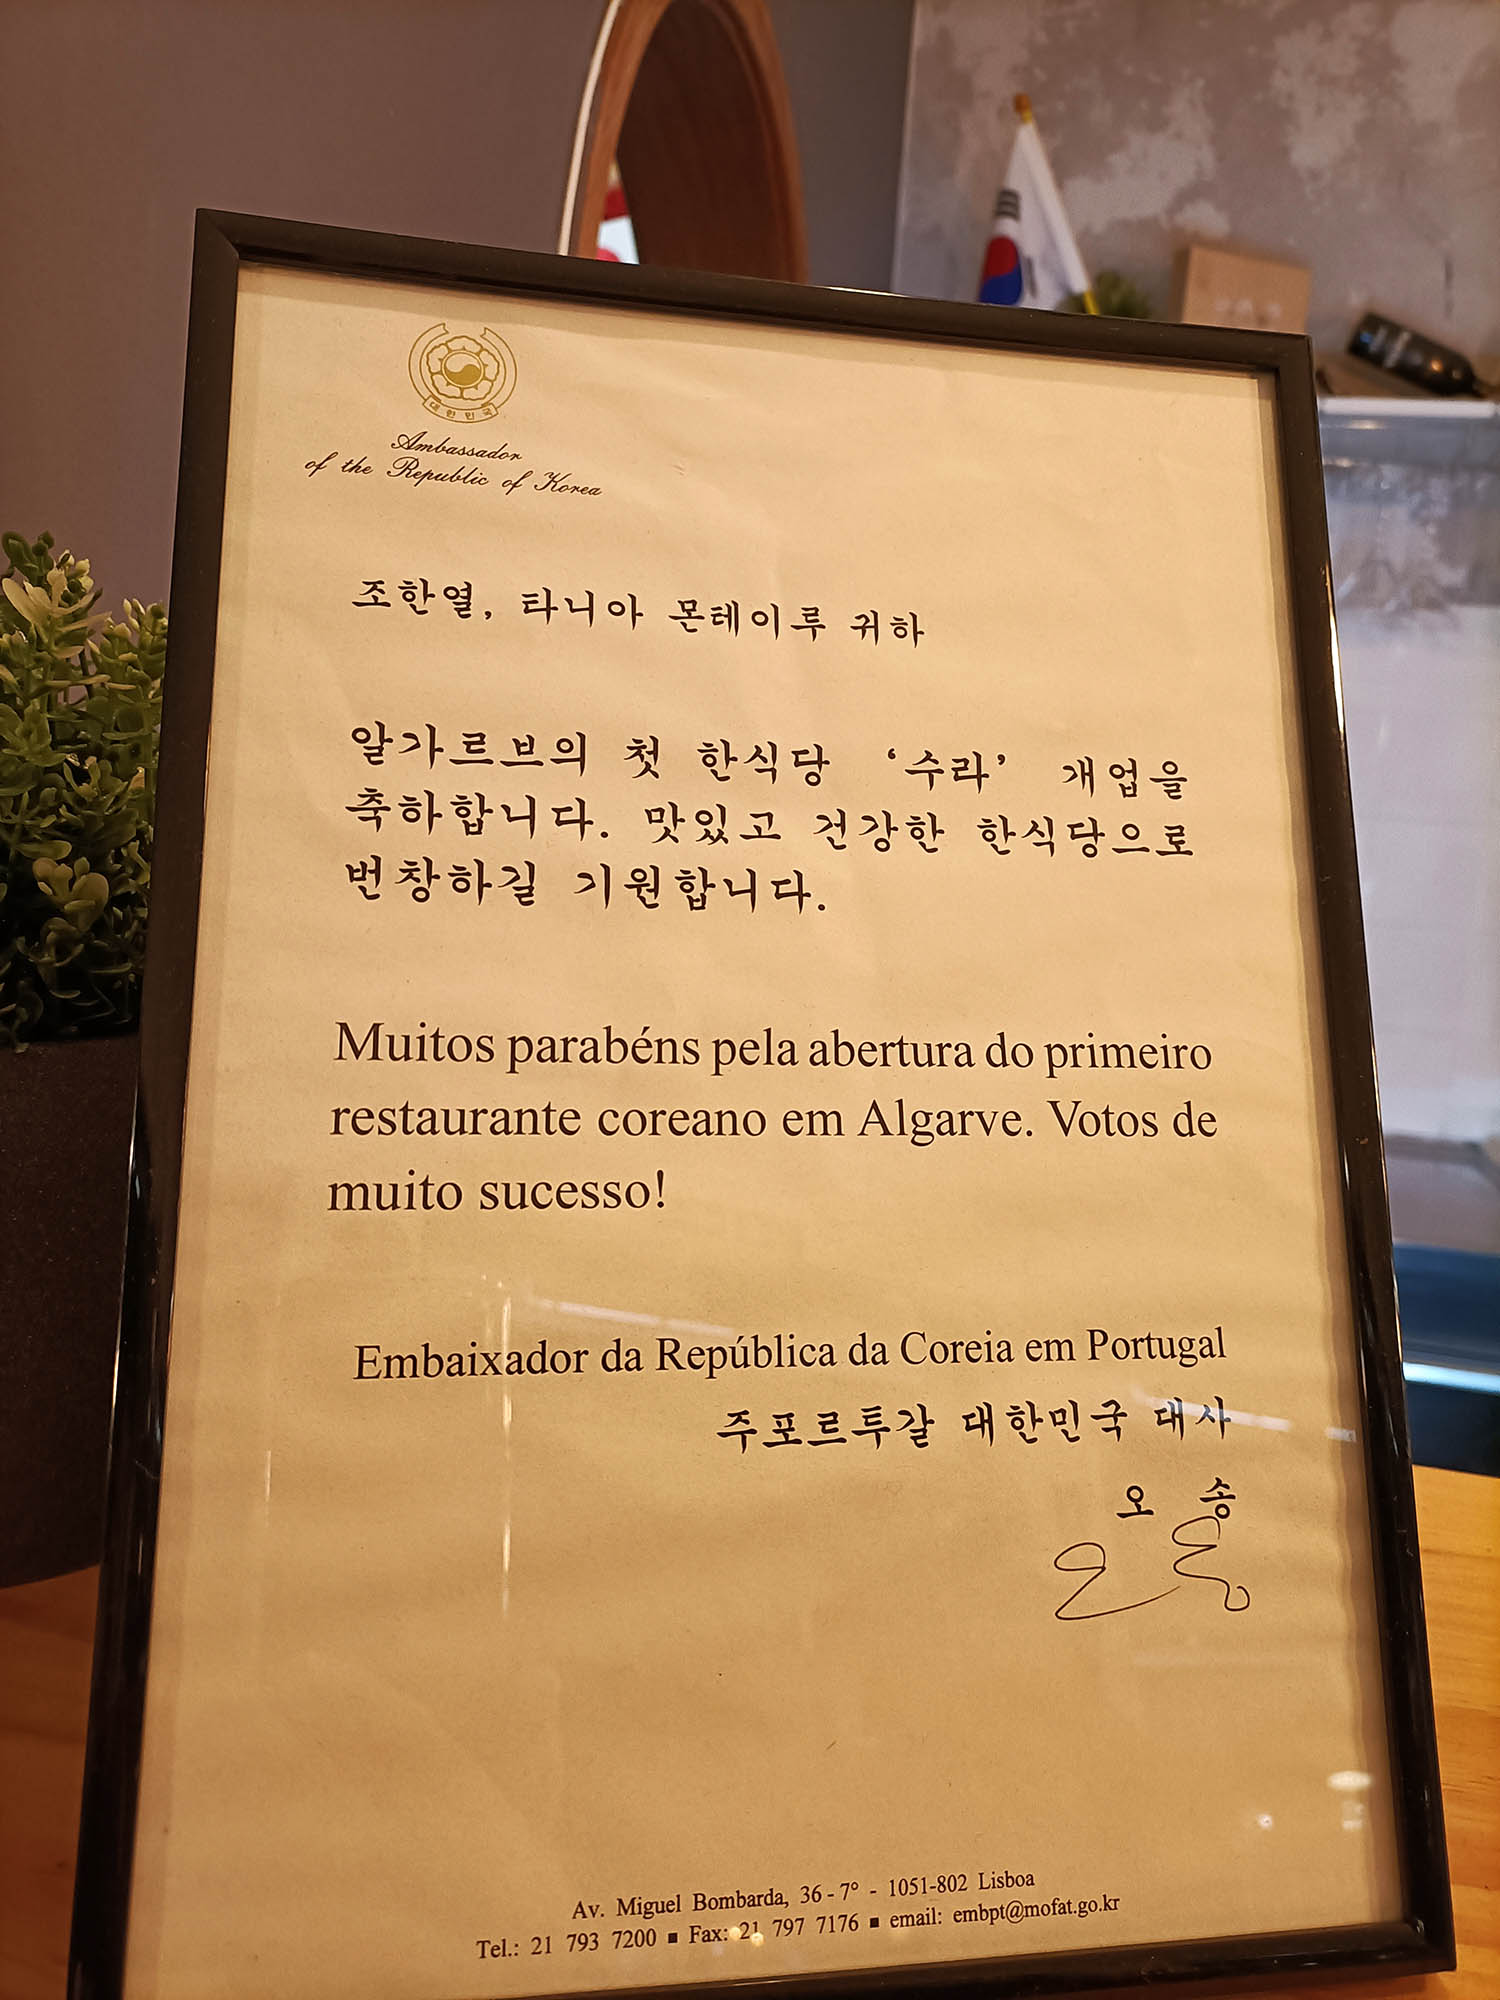 대한민국
Ambassador
of the Republic of Korea
조한열, 타니아 몬테이루 귀하
알가르브의 첫 한식당 ‘수라’ 개업을
축하합니다. 맛있고 건강한 한식당으로
번창하길 기원합니다.
Muitos parabéns pela abertura do primeiro
restaurante coreano em Algarve. Votos de
muito sucesso!
Embaixador da República da Coreia em Portugal
주포르투갈 대한민국 대사
오 송
Av. Miguel Bombarda, 36 - 7° - 1051-802 Lisboa
Tel.: 21 793 7200 ■ Fax: 21 797 7176 ■ email: embpt@mofat.go.kr